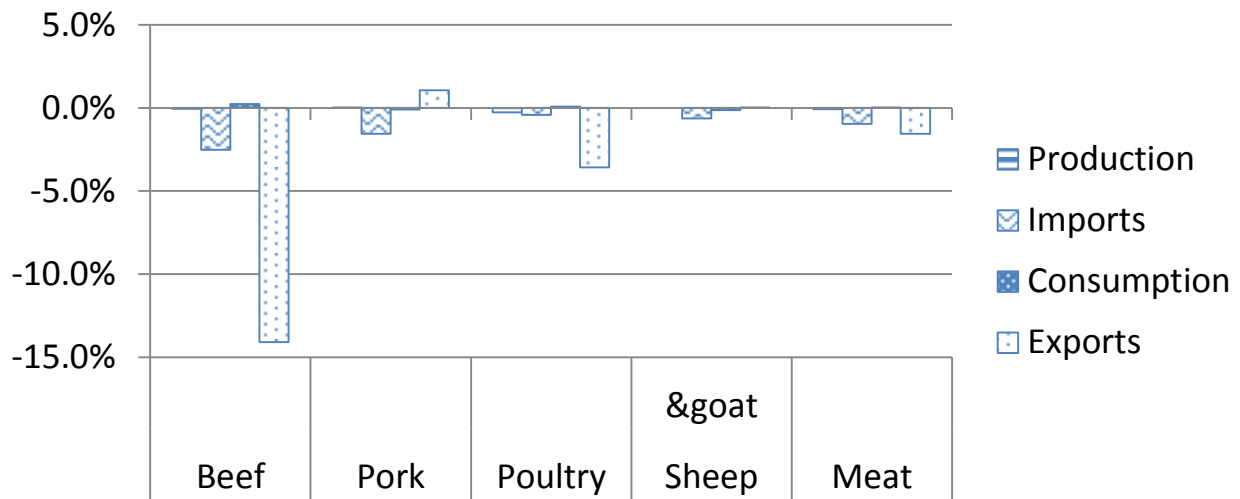 5.0%
0.0%
-5.0%
-10.0%
-15.0%
Production
Imports
Consumption
Exports
&goat
Beef Pork Poultry Sheep Meat